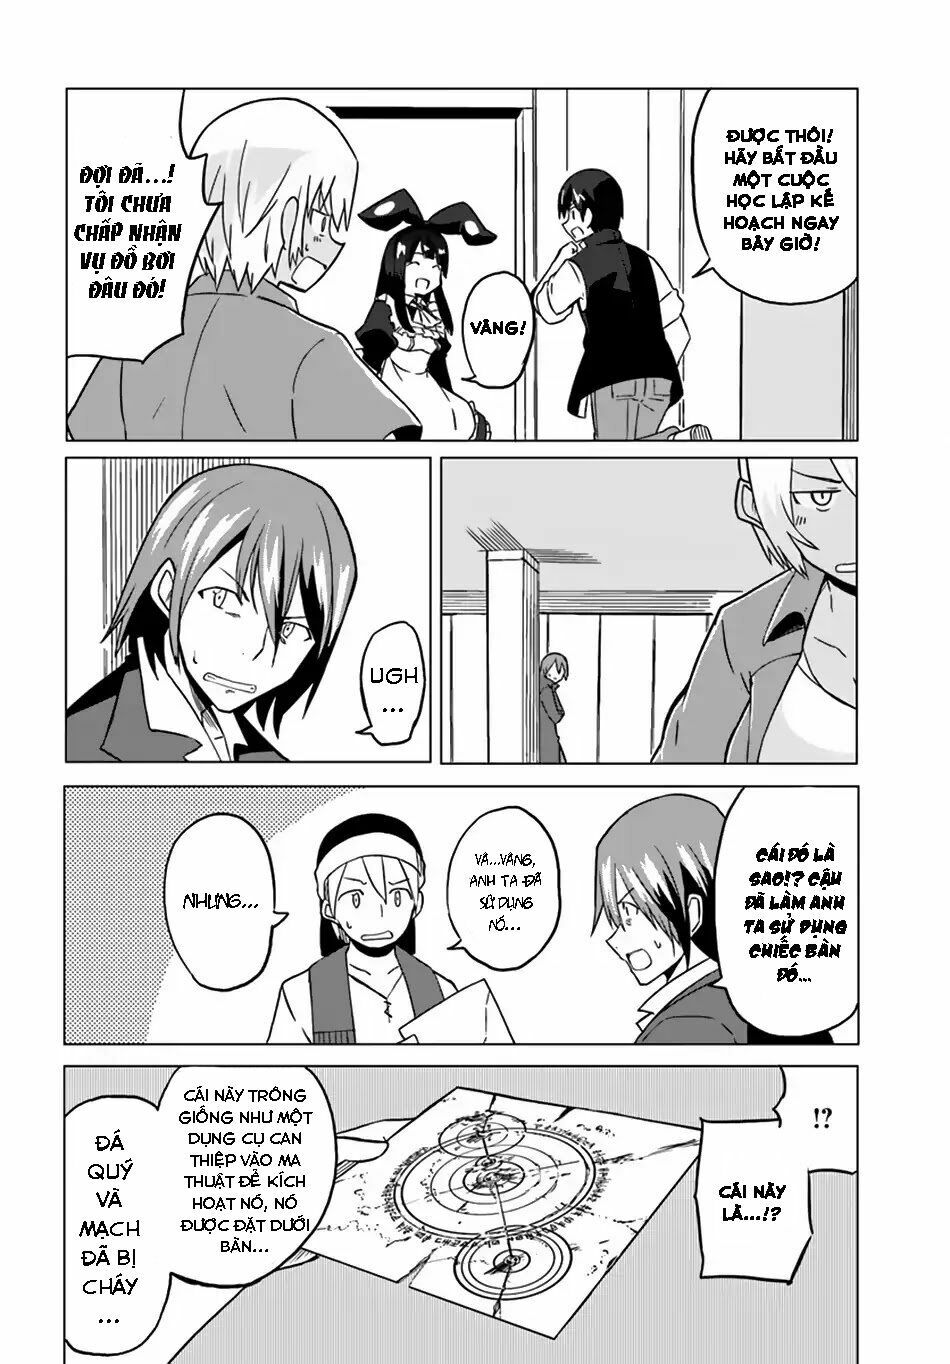 ĐƯỢC THÔI!
HÃY BẮT ĐẦU
MỘT CUỘC
HỌC LẬP KẾ
HOẠCH NGAY
BÂY GIỜ!
VÂNG!
ĐỢI ĐÃ...!
TÔI CHƯA
CHẤP NHẬN
VỤ ĐỒ BƠI
ĐÂU ĐÓ!
UGH
...
CÁI ĐÓ LÀ
SAO!? CẬU
ĐÃ LÀM ANH
TA SỬ DỤNG
CHIẾC BÀN
ĐÓ...
VÂ...VÂNG,
ANH TA ĐÃ
SỬ DỤNG
NÓ...
NHƯNG...
!?
CÁI NÀY
LÀ...!?
CÁI NÀY TRÔNG
GIỐNG NHƯ MỘT
DỤNG CỤ CAN
THIỆP VÀO MA
THUẬT ĐỂ KÍCH
HOẠT NÓ, NÓ
ĐƯỢC ĐẶT DƯỚI
BÀN...
ĐÁ
QUÝ
VÀ
MẠCH
ĐÃ BỊ
CHÁY
...